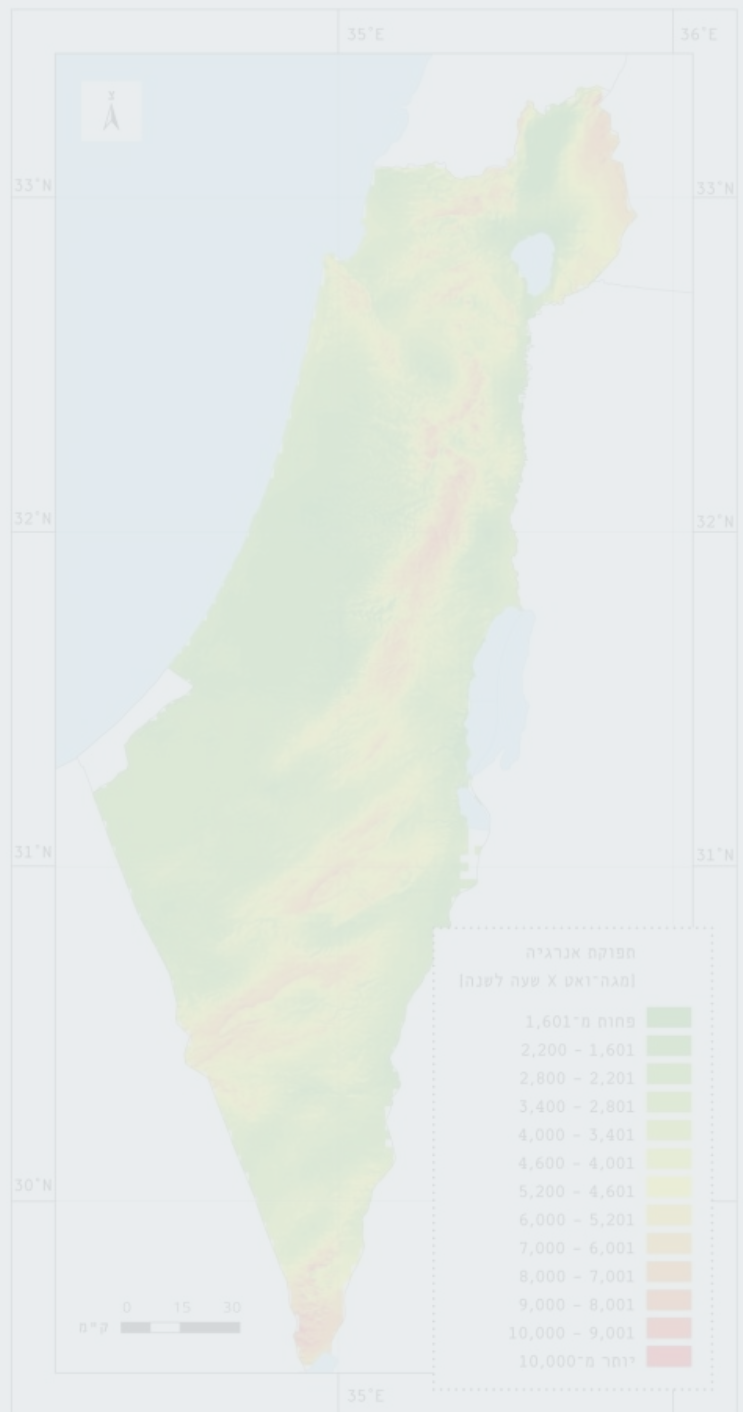 35°E
36°E
צ
33°N
33°N
32°N
32°N
31°N
31°N
30°N
תפוקת אנרגיה
(מגה־ואט X שעה לשנה)
פחות מ־1,601
2,200 - 1,601
2,800 - 2,201
3,400 - 2,801
4,000 - 3,401
4,600 - 4,001
5,200 - 4,601
6,000 - 5,201
7,000 - 6,001
8,000 - 7,001
9,000 - 8,001
10,000 - 9,001
יותר מ־10,000
0 15 30
ק"מ
35°E